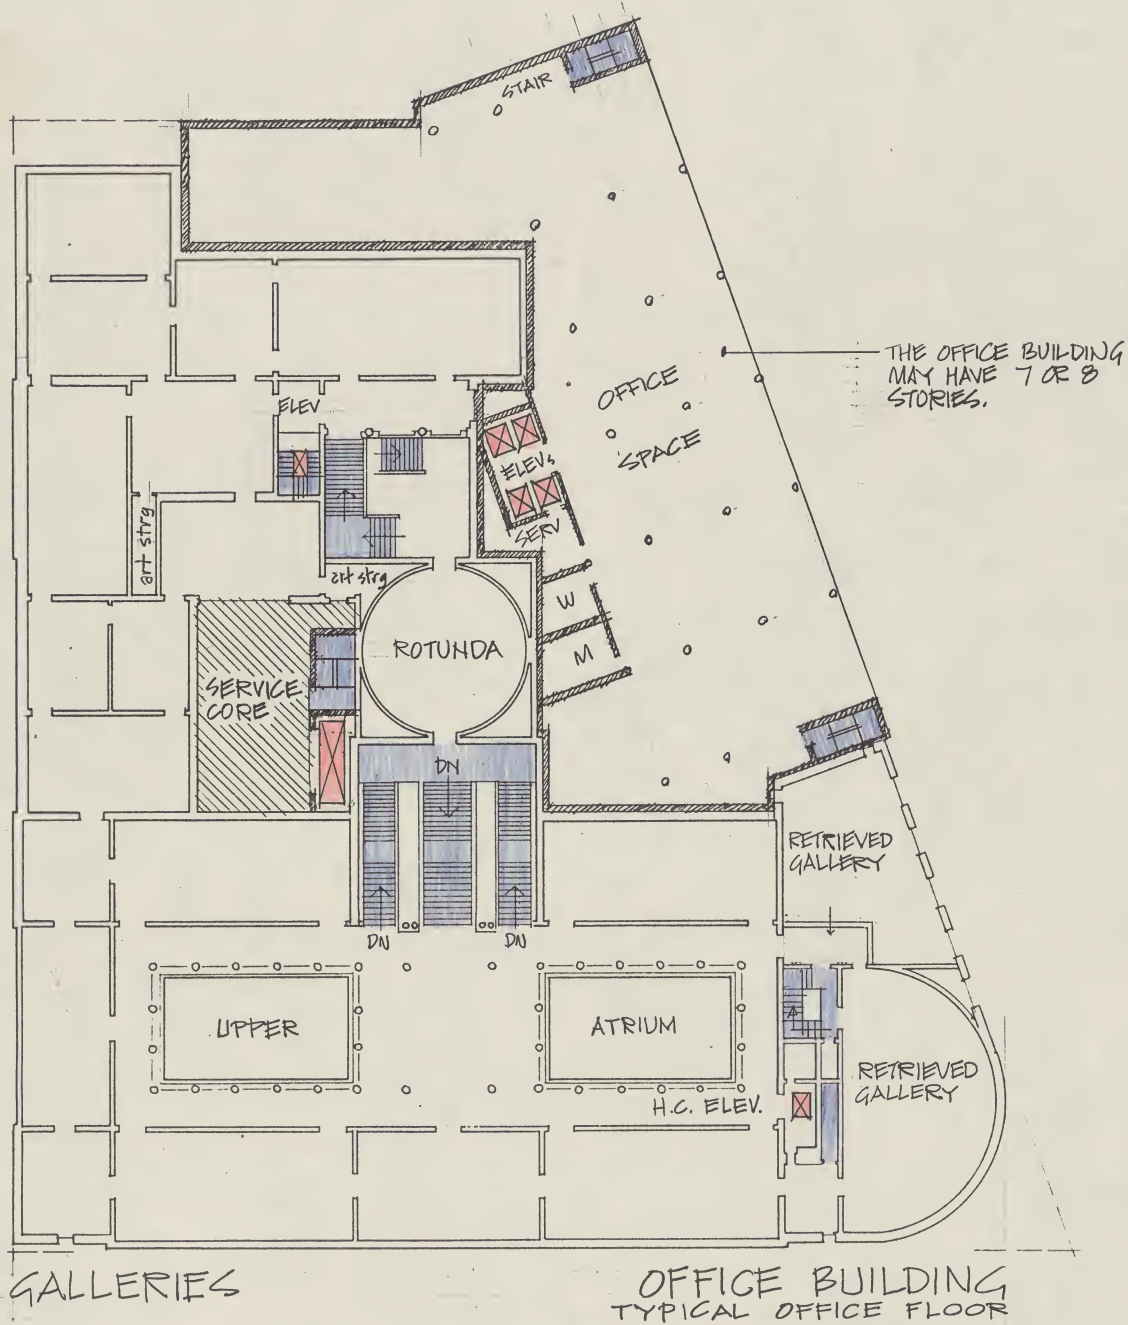 STAIR
THE OFFICE BUILDING
MAY HAVE 7 OR 8
STORIES.
OFFICE
SPACE
ELEV
ELEVs
SERV
art strg
art strg
W
M
ROTUNDA
SERVICE
CORE
DN
DN
DN
RETRIEVED
GALLERY
UPPER
ATRIUM
H.C. ELEV.
RETRIEVED
GALLERY
GALLERIES
OFFICE BUILDING
TYPICAL OFFICE FLOOR